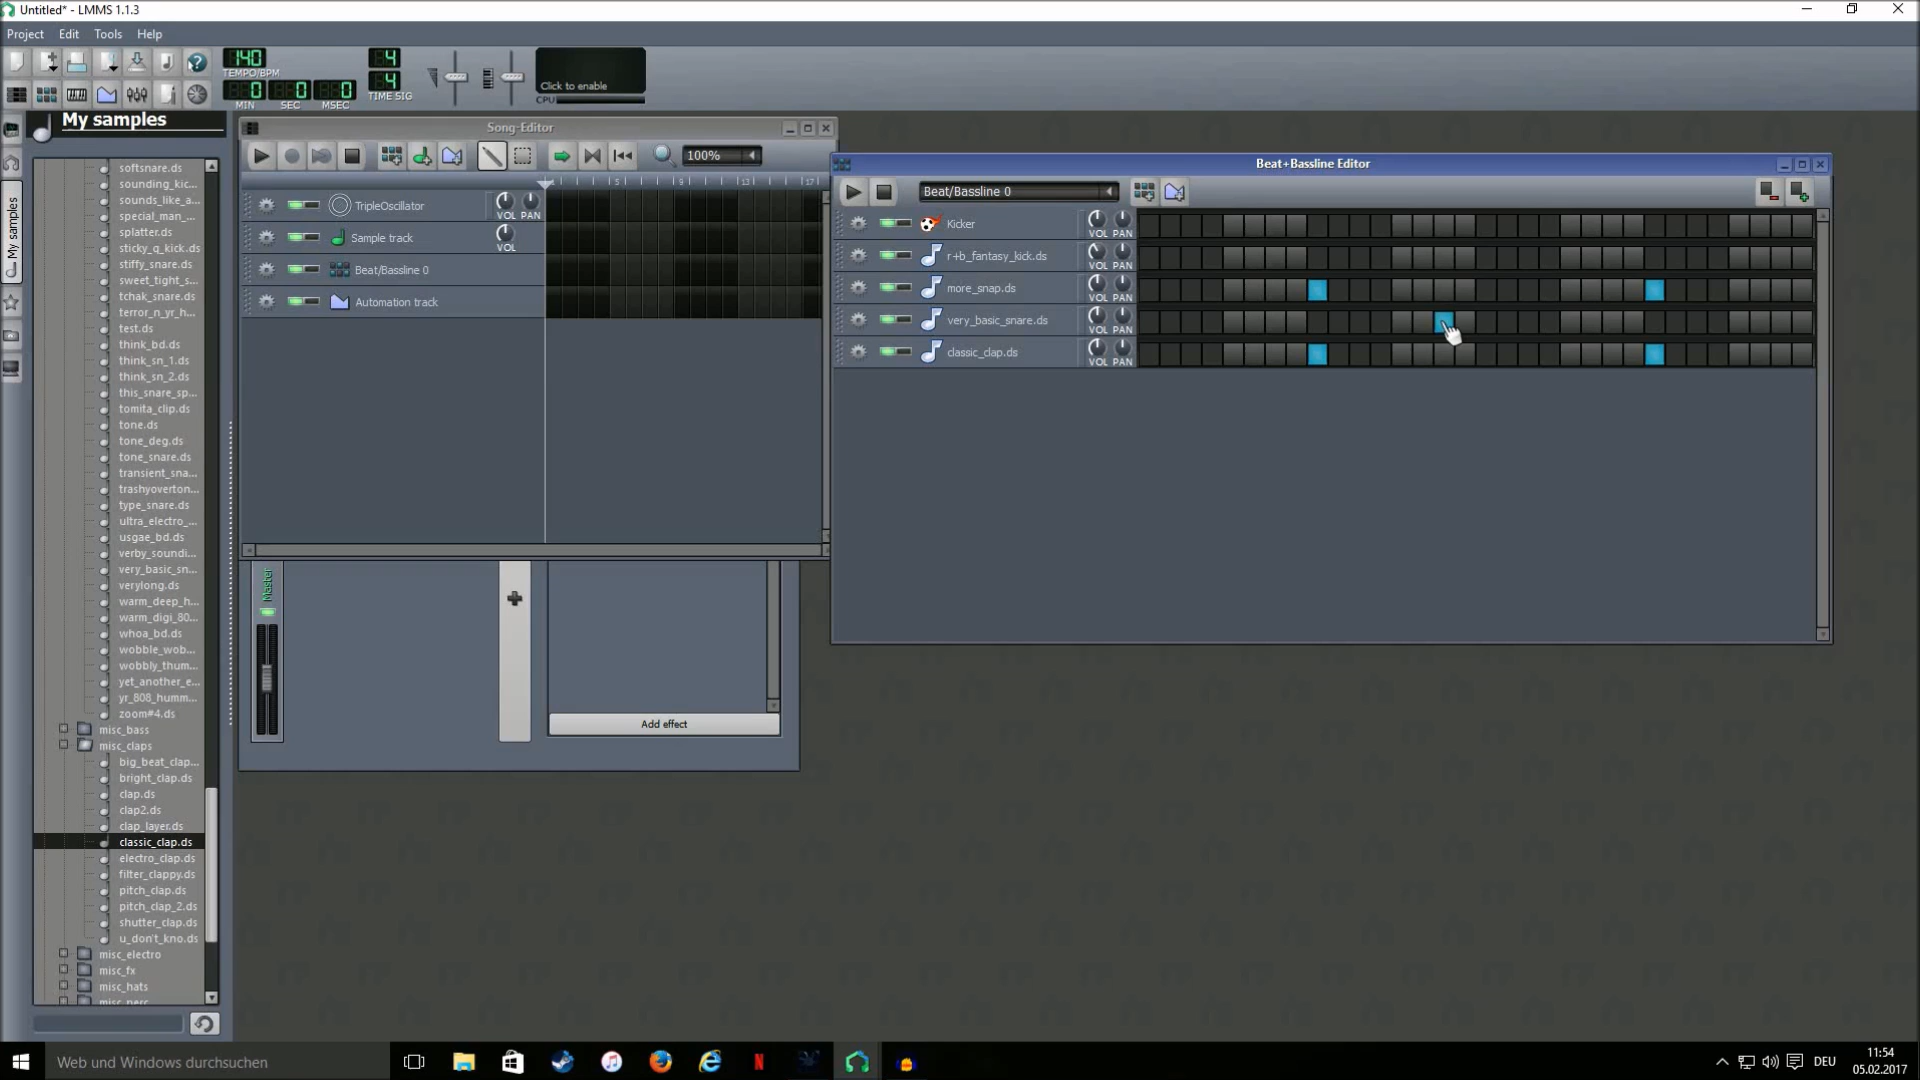 Untitled* - LMMS 1.1.3
Project Edit Tools Help
140
TEMPO/BPM
4
4
TIME SIG
0 0 0
MIN SEC MSEC
Click to enable
CPU
My samples
My samples
softsnare.ds
sounding_kic...
sounds_like_a...
special_man_...
splatter.ds
sticky_q_kick.ds
stiffy_snare.ds
sweet_tight_s...
tchak_snare.ds
terror_n_yr_h...
test.ds
think_bd.ds
think_sn_1.ds
think_sn_2.ds
this_snare_sp...
tomita_clip.ds
tone.ds
tone_deg.ds
tone_snare.ds
transient_sna...
trashyoverton...
type_snare.ds
ultra_electro_...
usgae_bd.ds
verby_soundi...
very_basic_sn...
verylong.ds
warm_deep_h...
warm_digi_80...
whoa_bd.ds
wobble_wob...
wobbly_thum...
yet_another_e...
yr_808_humm...
zoom#4.ds
misc_bass
misc_claps
big_beat_clap...
bright_clap.ds
clap.ds
clap2.ds
clap_layer.ds
classic_clap.ds
electro_clap.ds
filter_clappy.ds
pitch_clap.ds
pitch_clap_2.ds
shutter_clap.ds
u_don't_kno.ds
misc_electro
misc_fx
misc_hats
misc_perc
Song-Editor
100%
5 9 13 17
TripleOscillator VOL PAN
Sample track VOL
Beat/Bassline 0
Automation track
Master
Add effect
Beat+Bassline Editor
Beat/Bassline 0
Kicker VOL PAN
r+b_fantasy_kick.ds VOL PAN
more_snap.ds VOL PAN
very_basic_snare.ds VOL PAN
classic_clap.ds VOL PAN
Web und Windows durchsuchen
DEU
11:54
05.02.2017